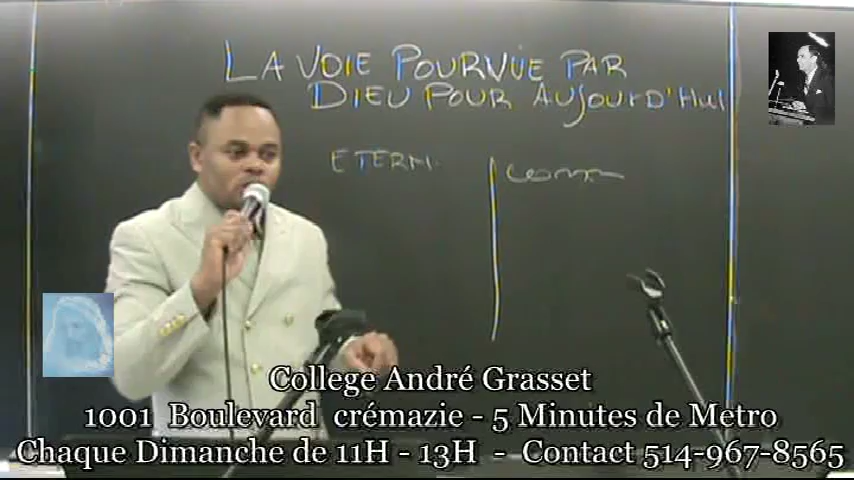 LA VOIE POURVUE PAR
DIEU POUR AUJOURD'HUI
ETERN.
College André Grasset
1001 Boulevard crémazie - 5 Minutes de Metro
Chaque Dimanche de 11H - 13H - Contact 514-967-8565